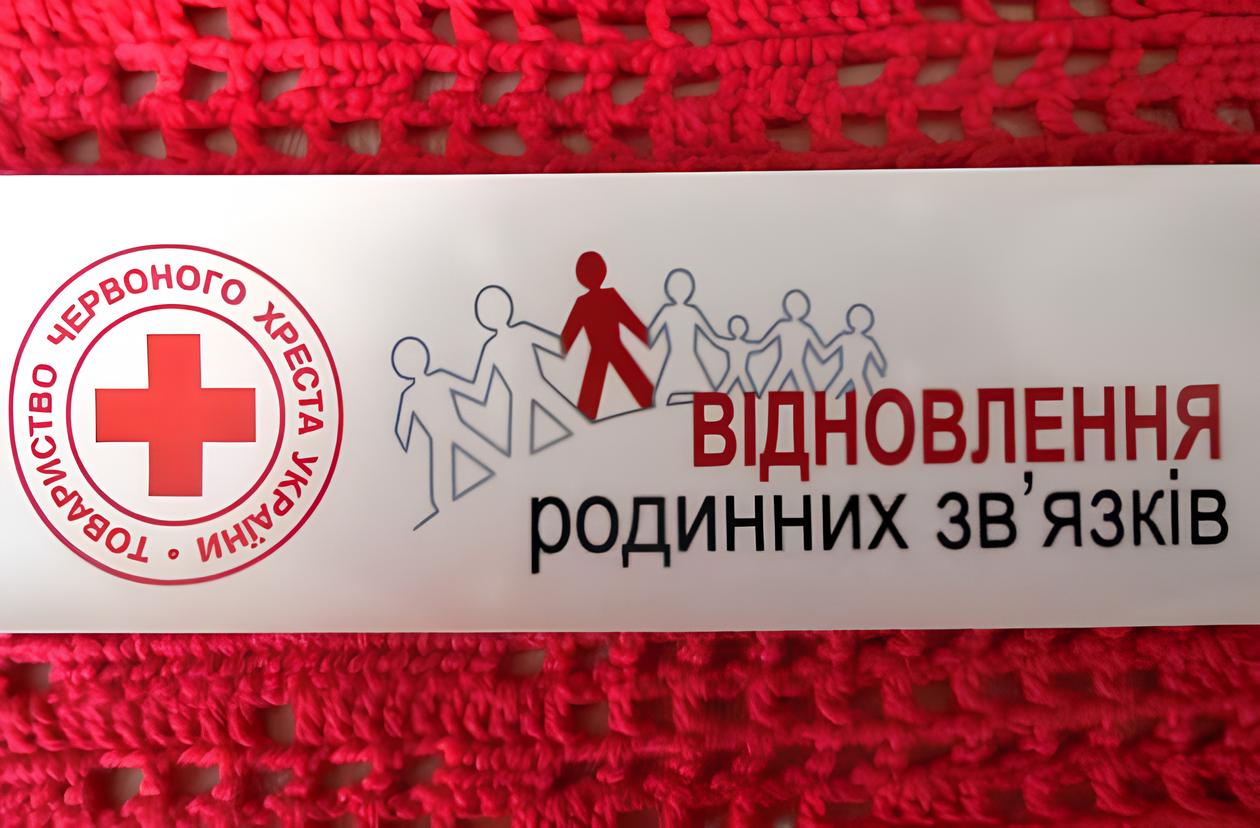 ТОВАРИСТВО ЧЕРВОНОГО ХРЕСТА УКРАЇНИ •
ВІДНОВЛЕННЯ
родинних зв’язків